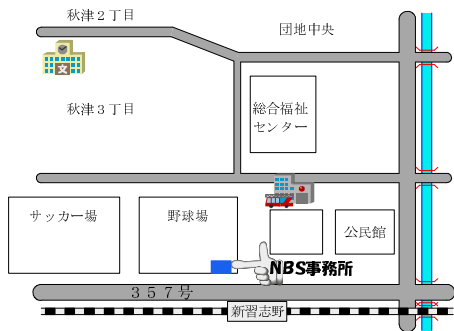 秋津２丁目
団地中央
文
秋津３丁目
総合福祉
センター
サッカー場
野球場
公民館
NBS事務所
３５７号
新習志野